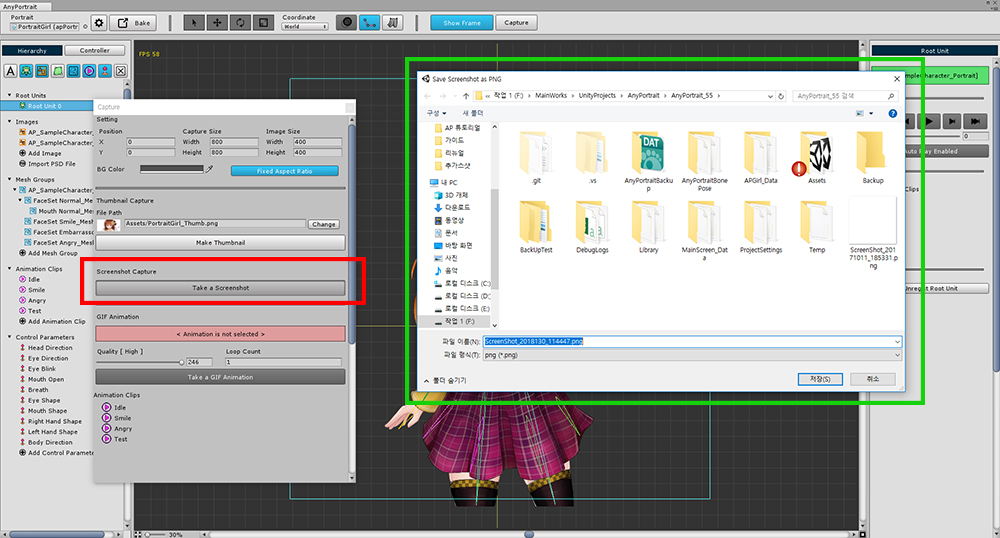 AnyPortrait
Portrait
PortraitGirl (apPortr
Bake
Coordinate
World
Show Frame
Capture
Hierarchy
Controller
FPS 58
Root Unit
Root Units
Root Unit 0
Images
AP_SampleCharacter_
AP_SampleCharacter_
Add Image
Import PSD File
Mesh Groups
AP_SampleCharacter_
FaceSet Normal_Me
Mouth Normal_Me
FaceSet Smile_Mesh
FaceSet Embarrass
FaceSet Angry_Mesh
Add Mesh Group
Animation Clips
Idle
Smile
Angry
Test
Add Animation Clip
Control Parameters
Head Direction
Eye Direction
Eye Blink
Mouth Open
Breath
Eye Shape
Mouth Shape
Right Hand Shape
Left Hand Shape
Body Direction
Add Control Paramete
Capture
Setting
Position
Capture Size
Image Size
X
0
Width
800
Width
400
Y
0
Height
800
Height
400
BG Color
Fixed Aspect Ratio
Thumbnail Capture
File Path
Assets/PortraitGirl_Thumb.png
Change
Make Thumbnail
Screenshot Capture
Take a Screenshot
GIF Animation
< Animation is not selected >
Quality [ High ]
Loop Count
246
1
Take a GIF Animation
Animation Clips
Idle
Smile
Angry
Test
Save Screenshot as PNG
작업 1 (F:)
MainWorks
UnityProjects
AnyPortrait
AnyPortrait_55
AnyPortrait_55 검색
구성
새 폴더
AP 튜토리얼
가이드
리뉴얼
추가스샷
내 PC
3D 개체
다운로드
동영상
문서
바탕 화면
사진
음악
로컬 디스크 (C:)
로컬 디스크 (D:)
로컬 디스크 (E:)
작업 1 (F:)
.git
.vs
AnyPortraitBackup
AnyPortraitBonePose
APGirl_Data
Assets
Backup
BackUpTest
DebugLogs
Library
MainScreen_Data
ProjectSettings
Temp
ScreenShot_20171011_185331.png
파일 이름(N):
ScreenShot_2018130_114447.png
파일 형식(T):
png (*.png)
폴더 숨기기
저장(S)
취소
ampleCharacter_Portrait]
0
Auto Play Enabled
Clips
Unregist Root Unit
30%